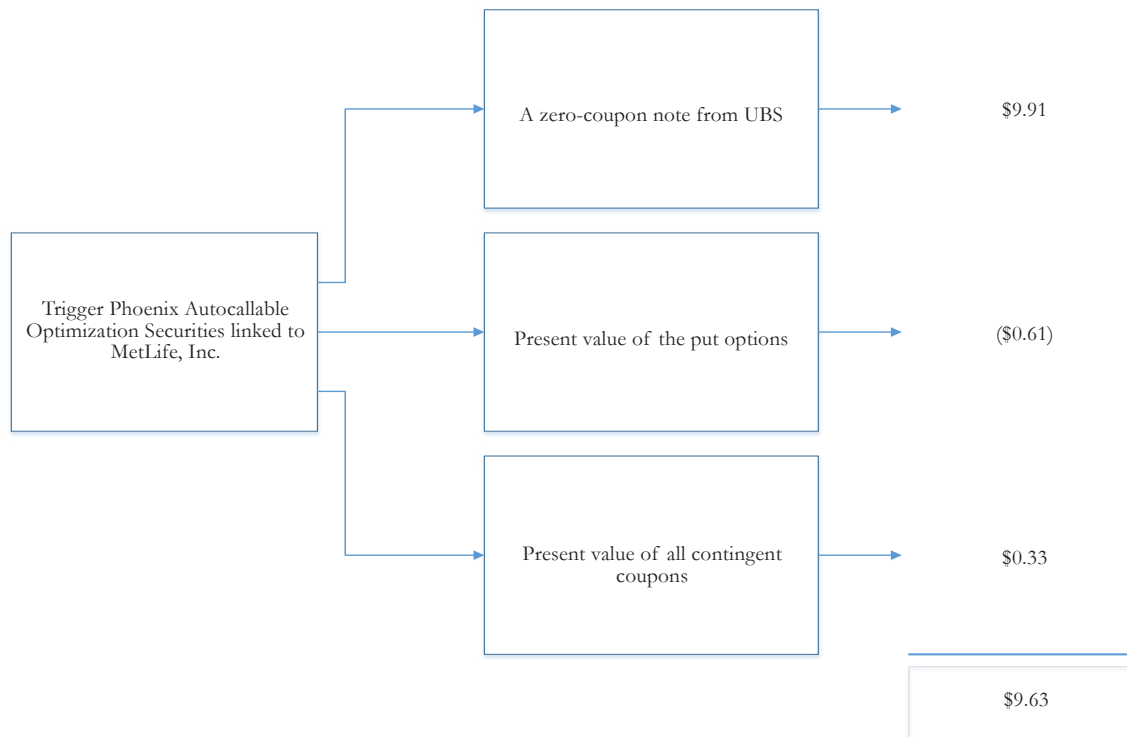 A zero-coupon note from UBS
$9.91
Trigger Phoenix Autocallable
Optimization Securities linked to
MetLife, Inc.
Present value of the put options
($0.61)
Present value of all contingent
coupons
$0.33
$9.63